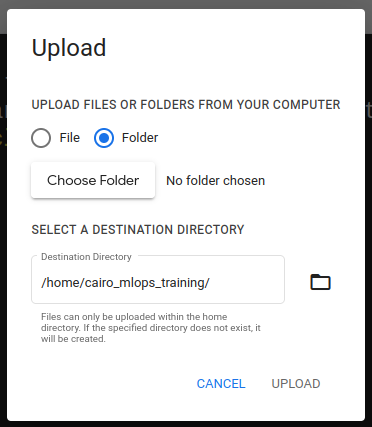 Upload
UPLOAD FILES OR FOLDERS FROM YOUR COMPUTER
File
Folder
Choose Folder
No folder chosen
SELECT A DESTINATION DIRECTORY
Destination Directory
/home/cairo_mlops_training/
Files can only be uploaded within the home
directory. If the specified directory does not exist, it
will be created.
CANCEL
UPLOAD